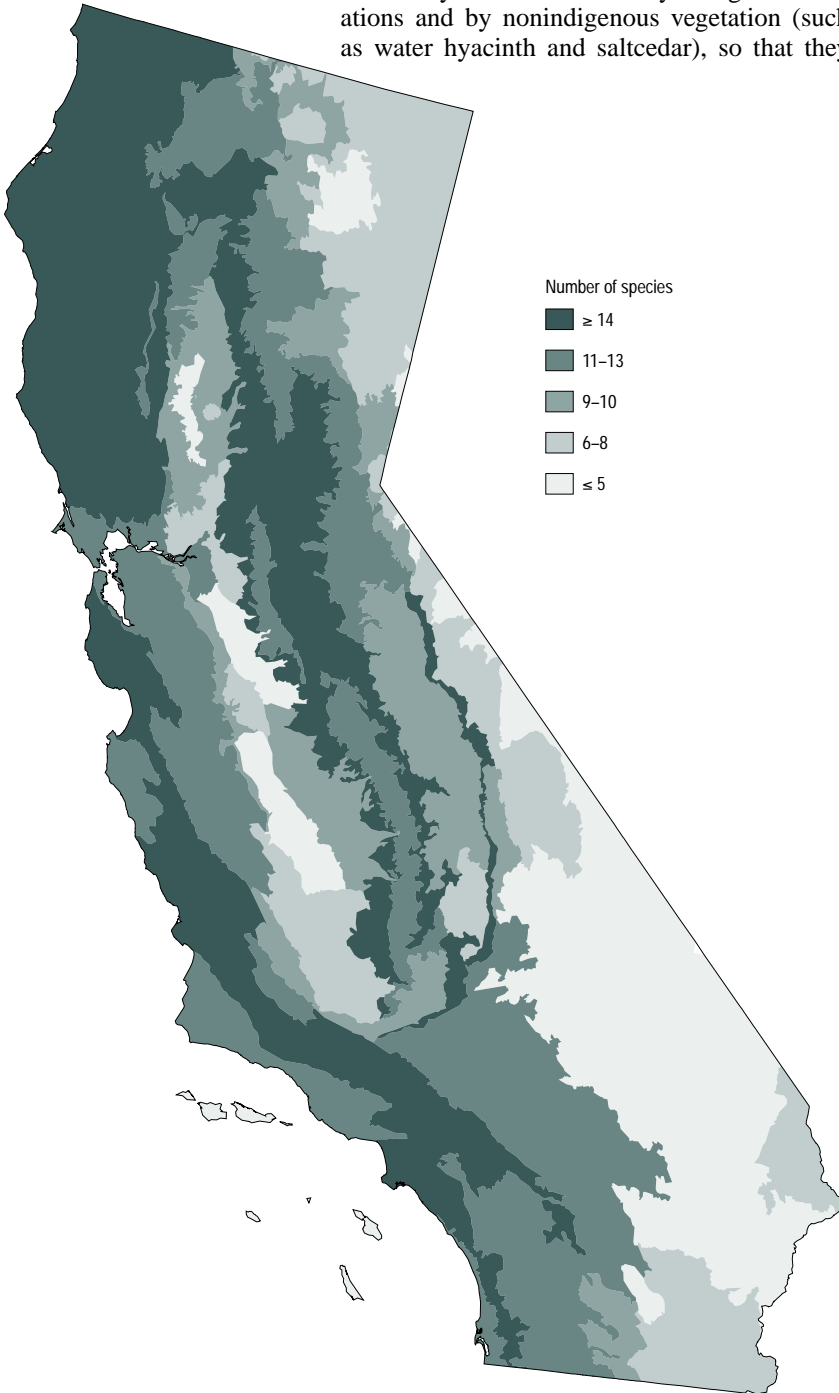 ations and by nonindigenous vegetation (such
as water hyacinth and saltcedar), so that they
Number of species
≥ 14
11–13
9–10
6–8
≤ 5